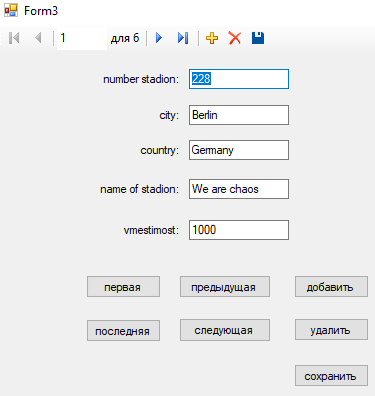 Form3
1 для 6
number stadion: 228
city: Berlin
country: Germany
name of stadion: We are chaos
vmestimost: 1000
первая предыдущая добавить
последняя следующая удалить
сохранить